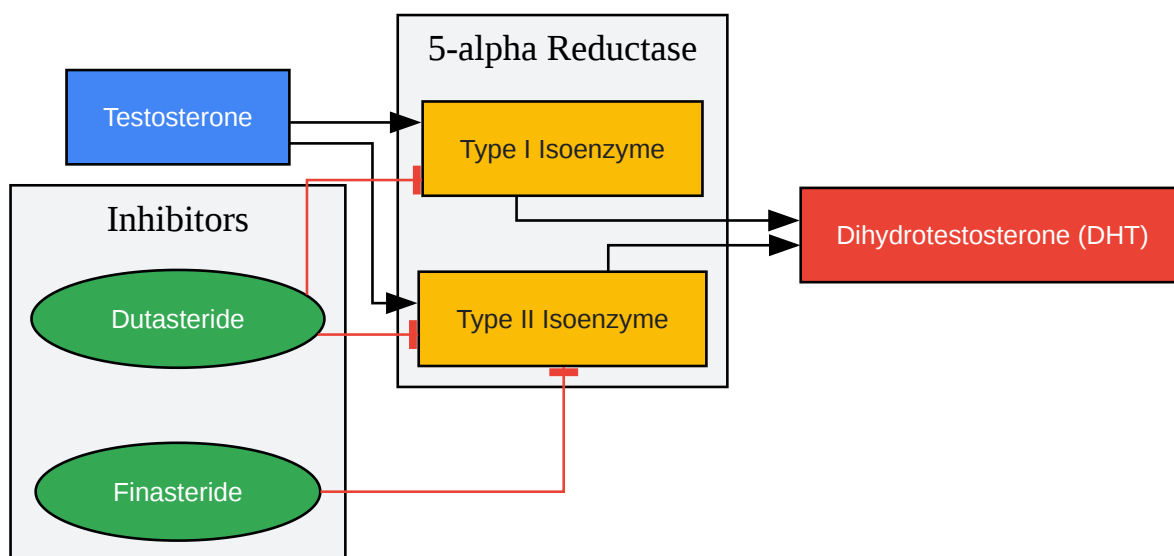 5-alpha Reductase
Testosterone
Type I Isoenzyme
Inhibitors
Dihydrotestosterone (DHT)
Dutasteride
Type II Isoenzyme
Finasteride